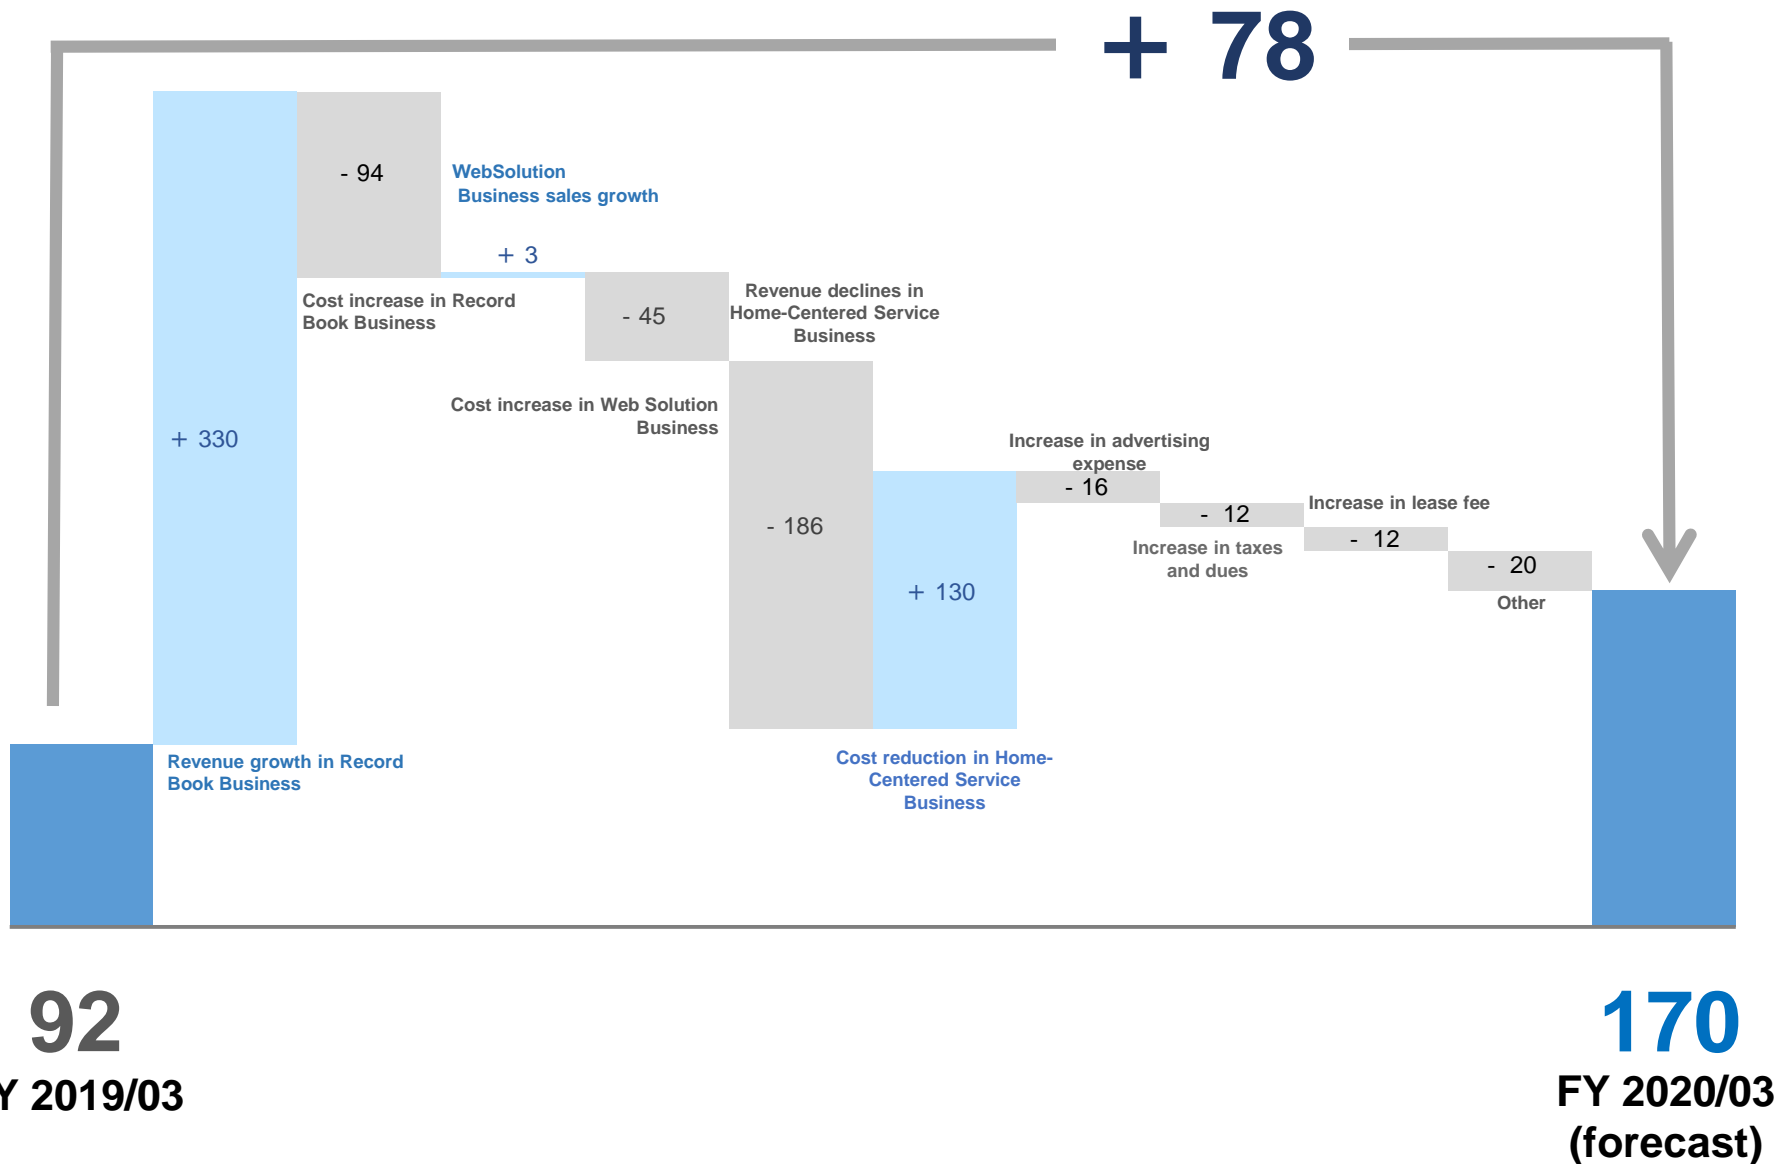 + 78
- 94
WebSolution
Business sales growth
+ 3
Cost increase in Record
Book Business
- 45
Revenue declines in
Home-Centered Service
Business
Cost increase in Web Solution
Business
+ 330
- 186
Increase in advertising
expense
- 16
- 12
Increase in lease fee
Increase in taxes
and dues
- 12
- 20
Other
+ 130
Revenue growth in Record
Book Business
Cost reduction in Home-
Centered Service
Business
92
Y 2019/03
170
FY 2020/03
(forecast)